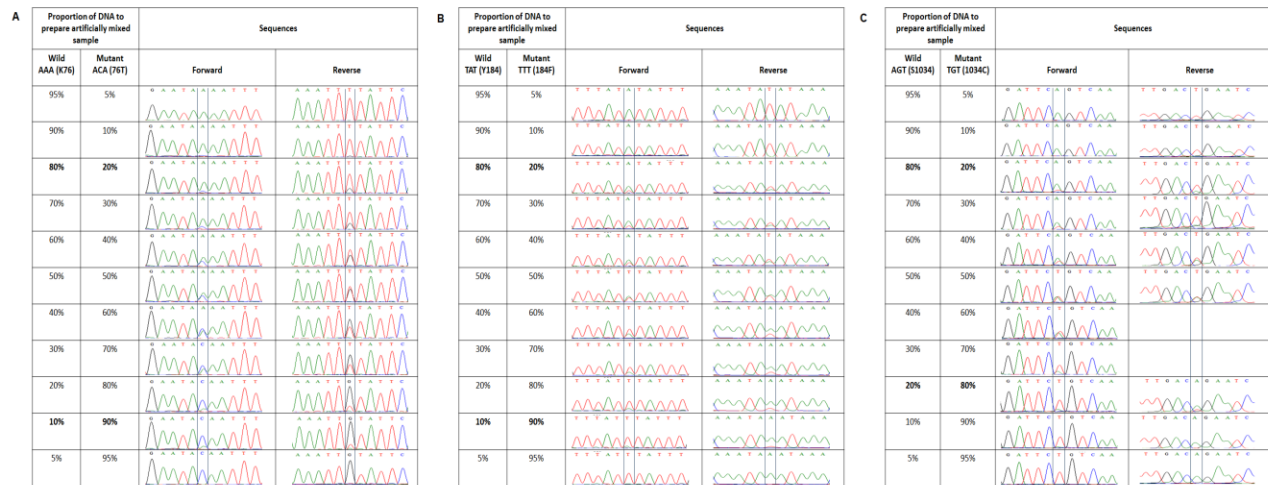 A
Proportion of DNA to
prepare artificially mixed
sample
Sequences
Wild
AAA (K76)
Mutant
ACA (76T)
Forward
Reverse
95% 5% G A A T A A A A T T T A A A T T T T A T T C
90% 10% G A A T A A A A T T T A A A T T T T A T T C
80% 20% G A A T A A A A T T T A A A T T T T A T T C
70% 30% G A A T A A A A T T T A A A T T T T A T T C
60% 40% G A A T A A A A T T T A A A T T T T A T T C
50% 50% G A A T A A A A T T T A A A T T T T A T T C
40% 60% G A A T A C A A T T T
30% 70% G A A T A C A A T T T
20% 80% G A A T A C A A T T T A A A T T G T A T T C
10% 90% G A A T A C A A T T T A A A T T G T A T T C
5% 95% G A A T A C A A T T T A A A T T G T A T T C
B
Proportion of DNA to
prepare artificially mixed
sample
Sequences
Wild
TAT (Y184)
Mutant
TTT (184F)
Forward
Reverse
95% 5% T T T A T A T A T T T A A A T A T A T A A A
90% 10% T T T A T A T A T T T A A A T A T A T A A A
80% 20% T T T A T A T A T T T A A A T A T A T A A A
70% 30% T T T A T A T A T T T A A A T A T A T A A A
60% 40% T T T A T A T A T T T A A A T A T A T A A A
50% 50% T T T A T T T A T T T A A A T A A A T A A A
40% 60% T T T A T T T A T T T A A A T A A A T A A A
30% 70% T T T A T T T A T T T A A A T A A A T A A A
20% 80% T T T A T T T A T T T A A A T A A A T A A A
10% 90% A A A T A A A T A A A
5% 95% T T T A T T T A T T T A A A T A A A T A A A
C
Proportion of DNA to
prepare artificially mixed
sample
Sequences
Wild
AGT (S1034)
Mutant
TGT (1034C)
Forward
Reverse
95% 5% G A T T C A G T C A A T T G A C T G A A T C
90% 10% G A T T C A G T C A A T T G A C T G A A T C
80% 20% G A T T C A G T C A A T T G A C T G A A T C
70% 30% G A T T C A G T C A A T T G A C T G A A T C
60% 40% G A T T C A G T C A A T T G A C T G A A T C
50% 50% G A T T C T G T C A A T T G A C T G A A T C
40% 60% G A T T C T G T C A A
30% 70% G A T T C T G T C A A
20% 80% G A T T C T G T C A A T T G A C A G A A T C
10% 90% G A T T C T G T C A A T T G A C A G A A T C
5% 95% G A T T C T G T C A A T T G A C A G A A T C